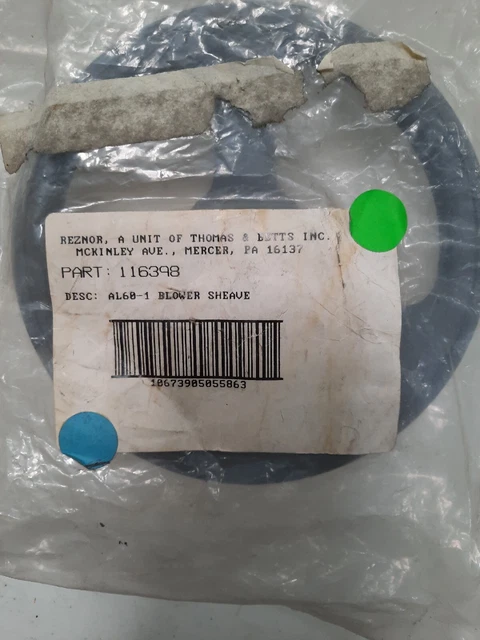 REZNOR, A UNIT OF THOMAS & BETTS INC.
MCKINLEY AVE., MERCER, PA 16137
PART: 116398
DESC: AL60-1 BLOWER SHEAVE
10673905055863